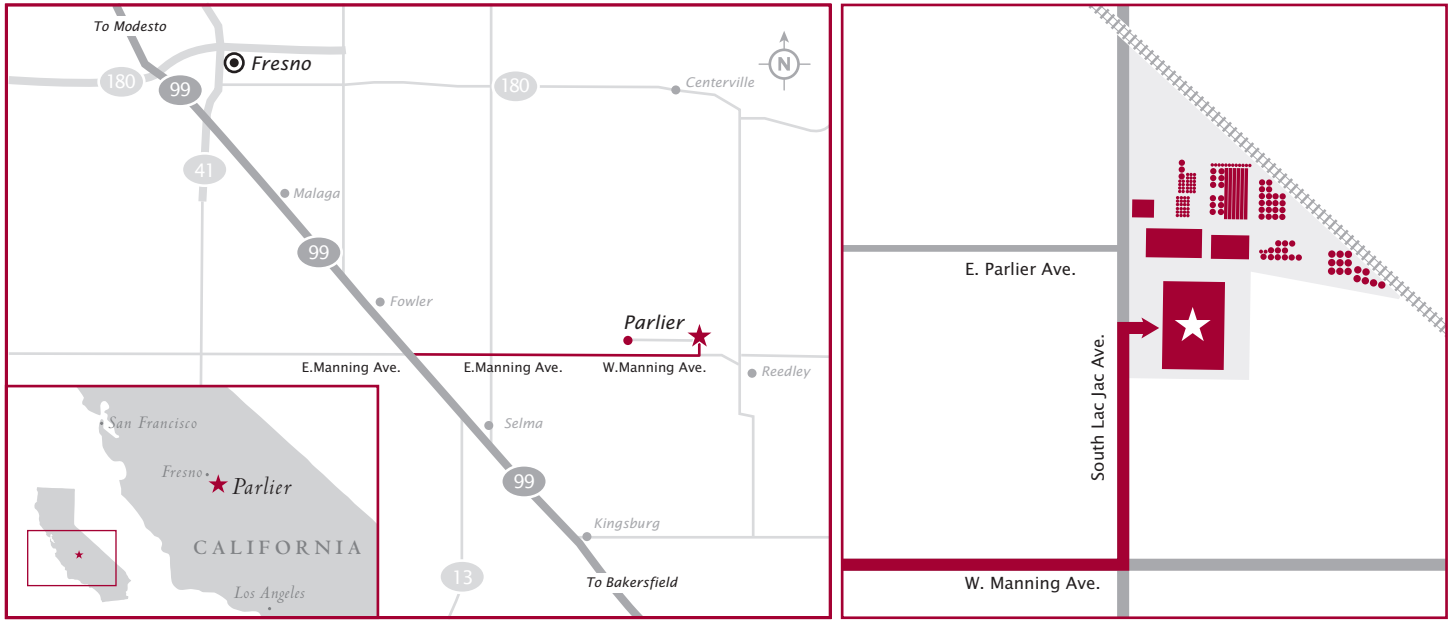 To Modesto
Fresno
N
180
99
180
Centerville
41
Malaga
99
Fowler
Parlier
E.Manning Ave.
E.Manning Ave.
W.Manning Ave.
Reedley
Selma
99
Kingsburg
13
To Bakersfield
San Francisco
Fresno
Parlier
CALIFORNIA
Los Angeles
E. Parlier Ave.
South Lac Jac Ave.
W. Manning Ave.